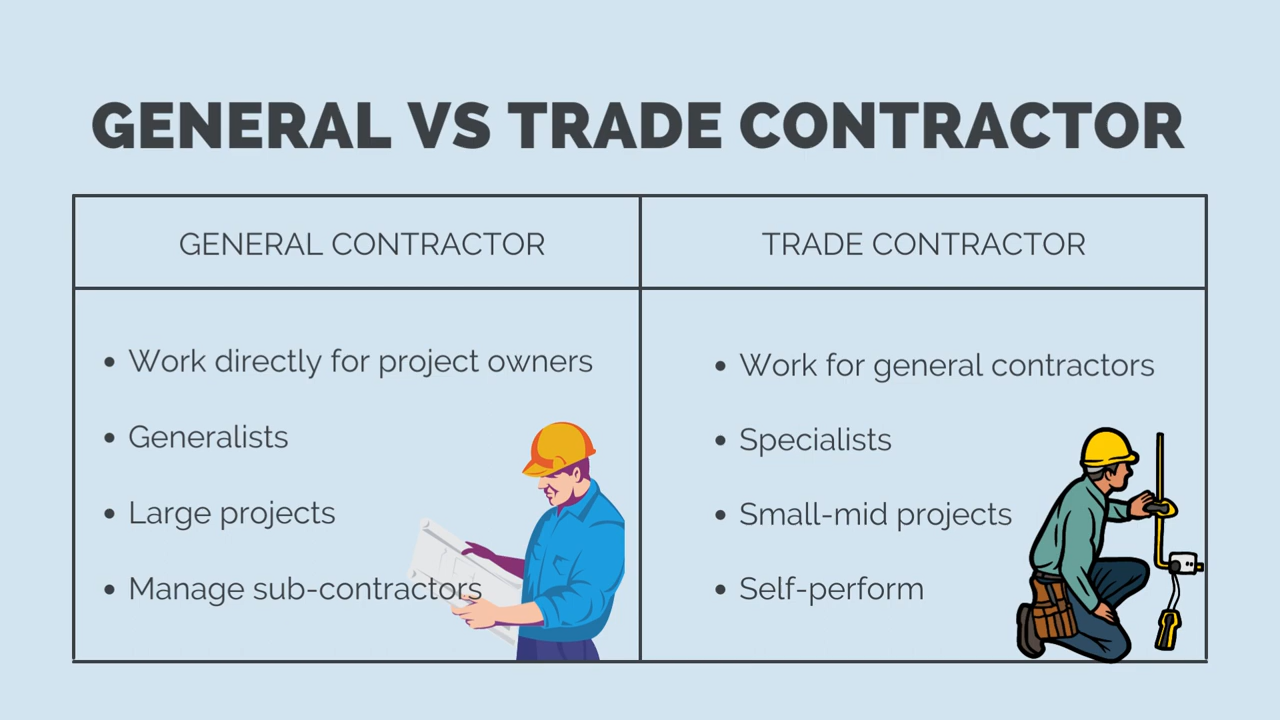 GENERAL VS TRADE CONTRACTOR
GENERAL CONTRACTOR
• Work directly for project owners
• Generalists
• Large projects
• Manage sub-contractors
TRADE CONTRACTOR
• Work for general contractors
• Specialists
• Small-mid projects
• Self-perform